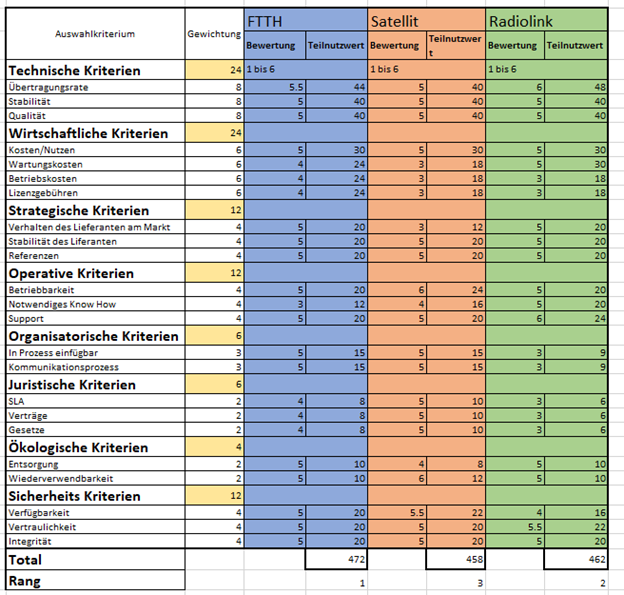 FTTH Satellit Radiolink
Auswahlkriterium Gewichtung Bewertung Teilnutzwert Bewertung Teilnutzwert Bewertung Teilnutzwert
Technische Kriterien 24 1 bis 6 1 bis 6 1 bis 6
Übertragungsrate 8 5.5 44 5 40 6 48
Stabilität 8 5 40 5 40 5 40
Qualität 8 5 40 5 40 5 40
Wirtschaftliche Kriterien 24
Kosten/Nutzen 6 5 30 5 30 5 30
Wartungskosten 6 4 24 3 18 5 30
Betriebskosten 6 4 24 3 18 3 18
Lizenzgebühren 6 4 24 3 18 3 18
Strategische Kriterien 12
Verhalten des Lieferanten am Markt 4 5 20 3 12 5 20
Stabilität des Liferanten 4 5 20 5 20 5 20
Referenzen 4 5 20 5 20 5 20
Operative Kriterien 12
Betriebbarkeit 4 5 20 6 24 5 20
Notwendiges Know How 4 3 12 4 16 5 20
Support 4 5 20 5 20 6 24
Organisatorische Kriterien 6
In Prozess einfügbar 3 5 15 5 15 3 9
Kommunikationsprozess 3 5 15 5 15 3 9
Juristische Kriterien 6
SLA 2 4 8 5 10 3 6
Verträge 2 4 8 5 10 3 6
Gesetze 2 4 8 5 10 3 6
Ökologische Kriterien 4
Entsorgung 2 5 10 4 8 5 10
Wiederverwendbarkeit 2 5 10 6 12 5 10
Sicherheits Kriterien 12
Verfügbarkeit 4 5 20 5.5 22 4 16
Vertraulichkeit 4 5 20 5 20 5.5 22
Integrität 4 5 20 5 20 5 20
Total 472 458 462
Rang 1 3 2